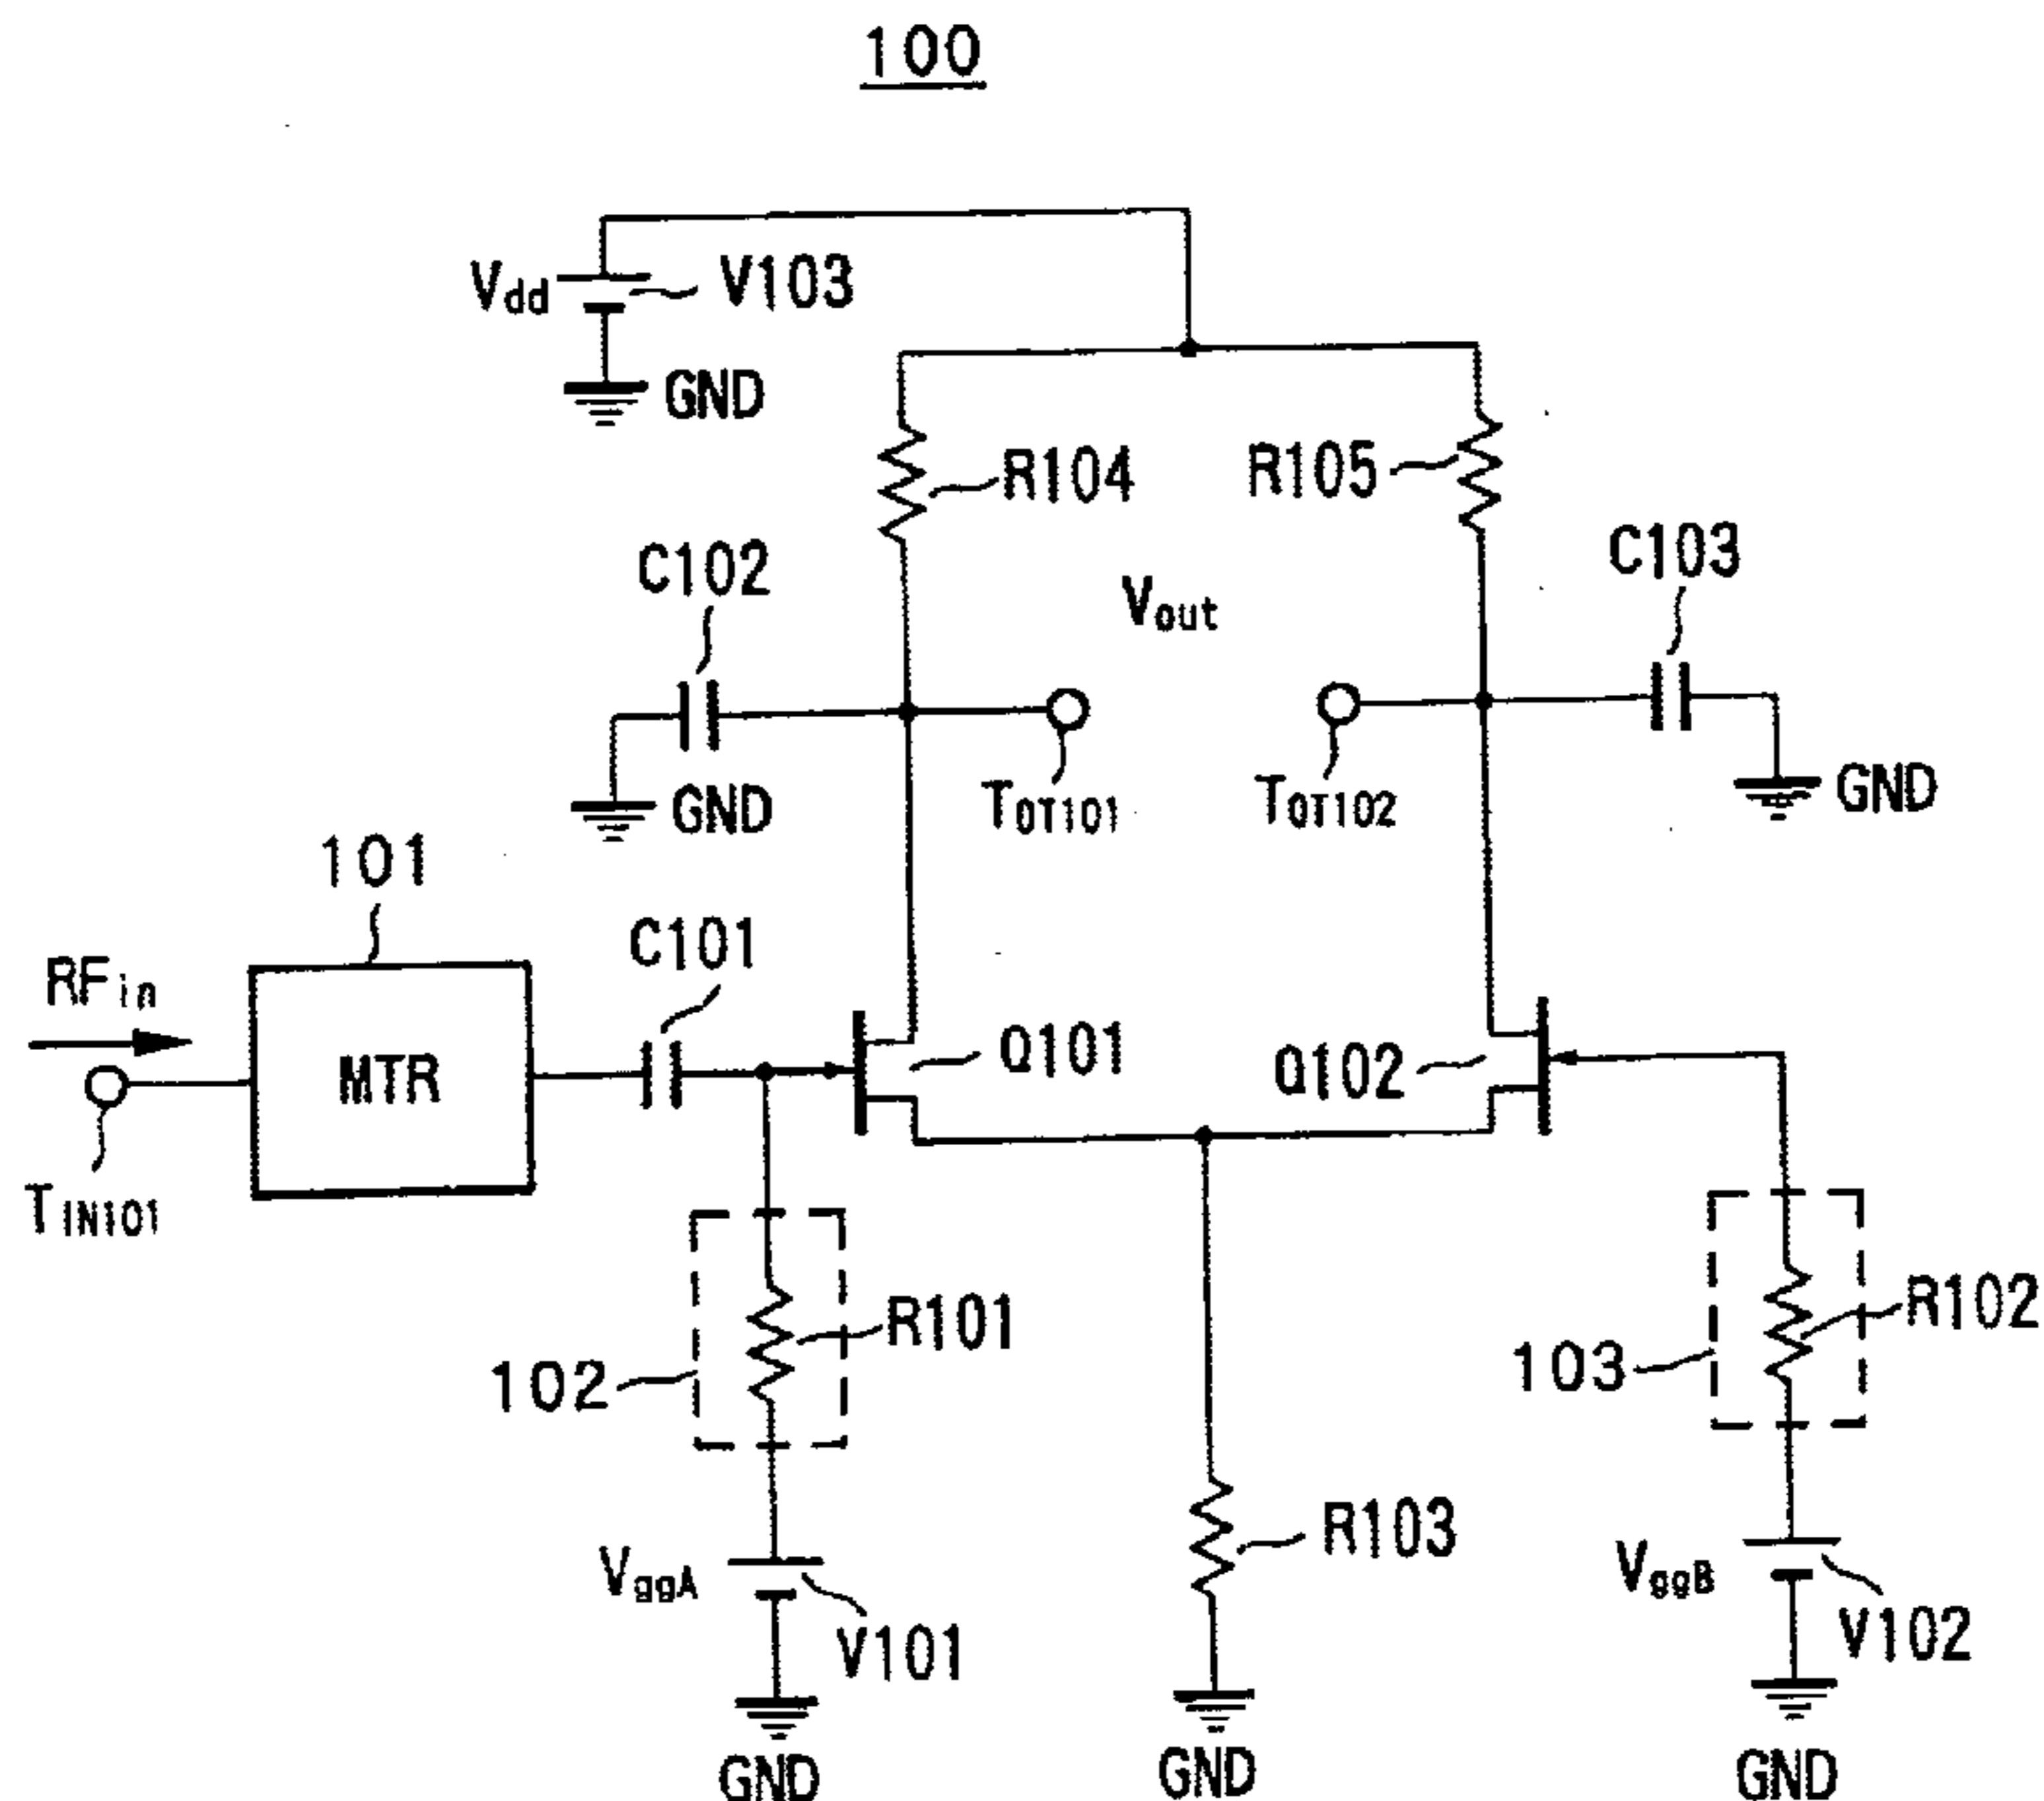 100
Vdd
V103
GND
R104
R105
C102
Vout
C103
GND
TOT101
TOT102
GND
101
C101
RFin
MTR
Q101
Q102
TIN101
R101
R102
102
103
R103
VggA
V101
VggB
V102
GND
GND
GND